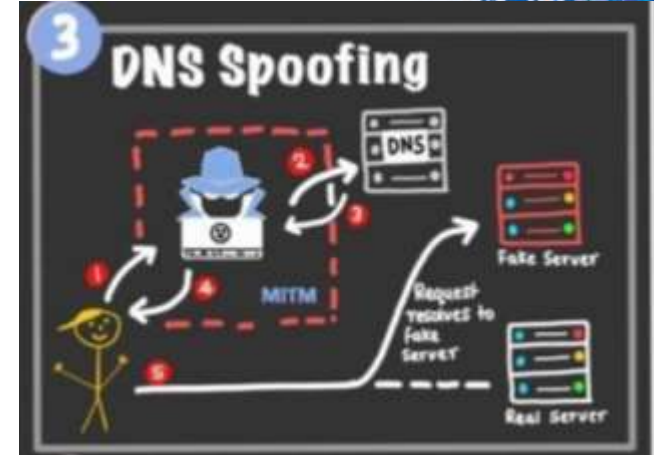 3
DNS Spoofing
DNS
2
3
Fake Server
1
4
MITM
Request
resolves to
fake
server
5
Real Server